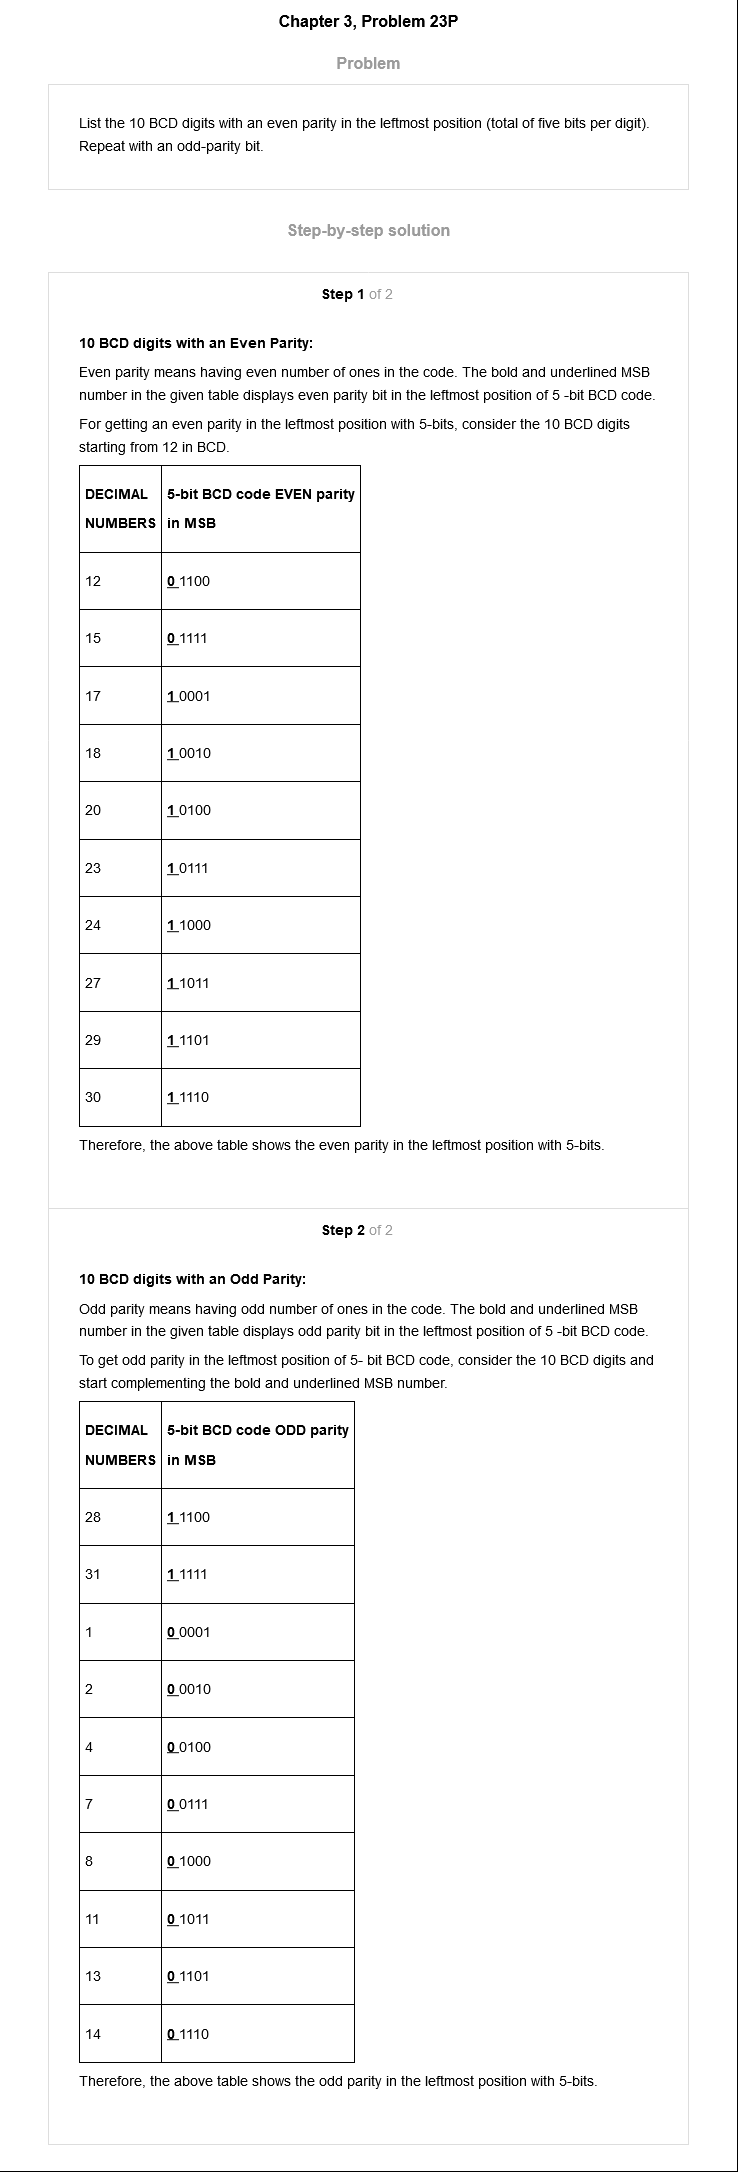 Chapter 3, Problem 23P
Problem
List the 10 BCD digits with an even parity in the leftmost position (total of five bits per digit).
Repeat with an odd-parity bit.
Step-by-step solution
Step 1 of 2
10 BCD digits with an Even Parity:
Even parity means having even number of ones in the code. The bold and underlined MSB
number in the given table displays even parity bit in the leftmost position of 5 -bit BCD code.
For getting an even parity in the leftmost position with 5-bits, consider the 10 BCD digits
starting from 12 in BCD.
DECIMAL 5-bit BCD code EVEN parity
NUMBERS in MSB
12 0 1100
15 0 1111
17 1 0001
18 1 0010
20 1 0100
23 1 0111
24 1 1000
27 1 1011
29 1 1101
30 1 1110
Therefore, the above table shows the even parity in the leftmost position with 5-bits.
Step 2 of 2
10 BCD digits with an Odd Parity:
Odd parity means having odd number of ones in the code. The bold and underlined MSB
number in the given table displays odd parity bit in the leftmost position of 5 -bit BCD code.
To get odd parity in the leftmost position of 5- bit BCD code, consider the 10 BCD digits and
start complementing the bold and underlined MSB number.
DECIMAL 5-bit BCD code ODD parity
NUMBERS in MSB
28 1 1100
31 1 1111
1 0 0001
2 0 0010
4 0 0100
7 0 0111
8 0 1000
11 0 1011
13 0 1101
14 0 1110
Therefore, the above table shows the odd parity in the leftmost position with 5-bits.